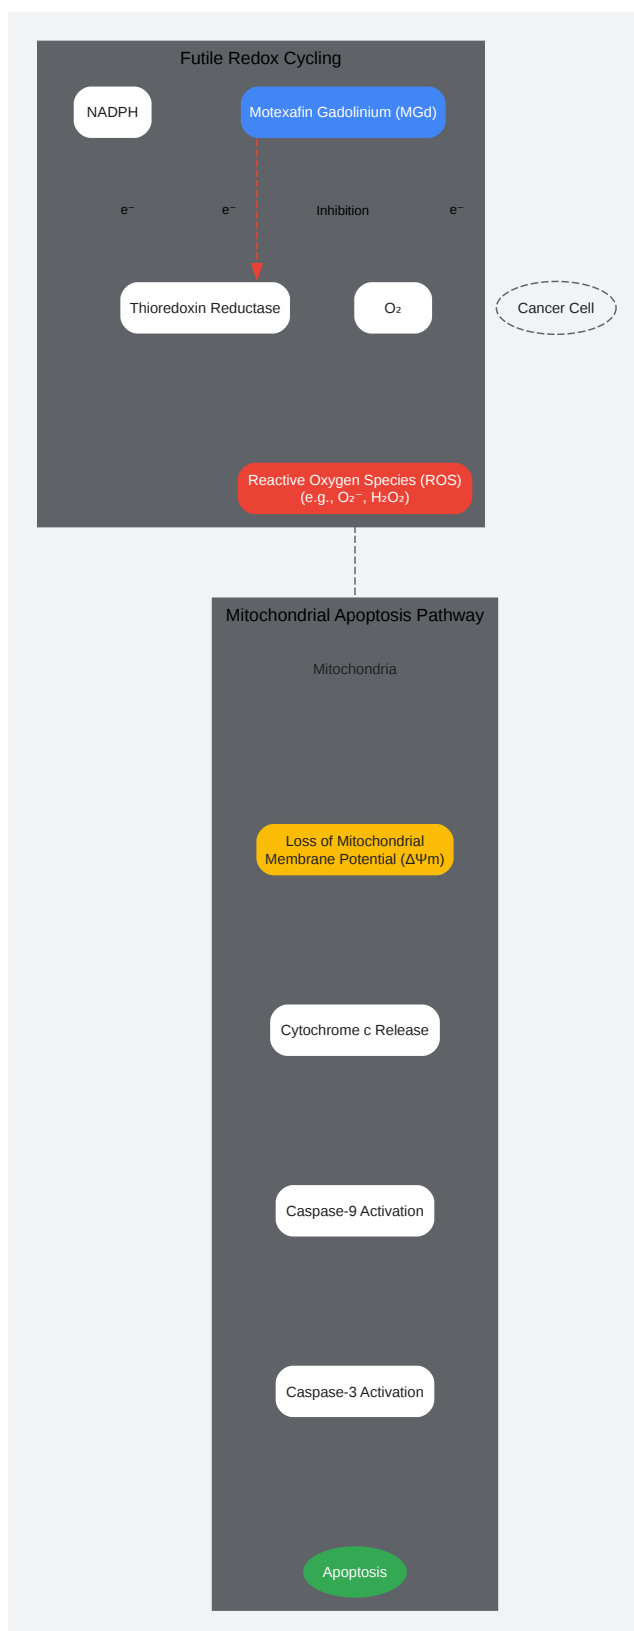 Futile Redox Cycling
NADPH
Motexafin Gadolinium (MGd)
e⁻
e⁻
Inhibition
e⁻
Thioredoxin Reductase
O₂
Cancer Cell
Reactive Oxygen Species (ROS)
(e.g., O₂⁻, H₂O₂)
Mitochondrial Apoptosis Pathway
Mitochondria
Loss of Mitochondrial
Membrane Potential (ΔΨm)
Cytochrome c Release
Caspase-9 Activation
Caspase-3 Activation
Apoptosis